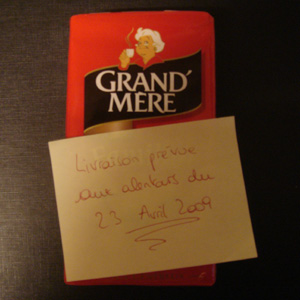 GRAND'
MÈRE
Livraison prévue
aux alentours du
23 Avril 2009